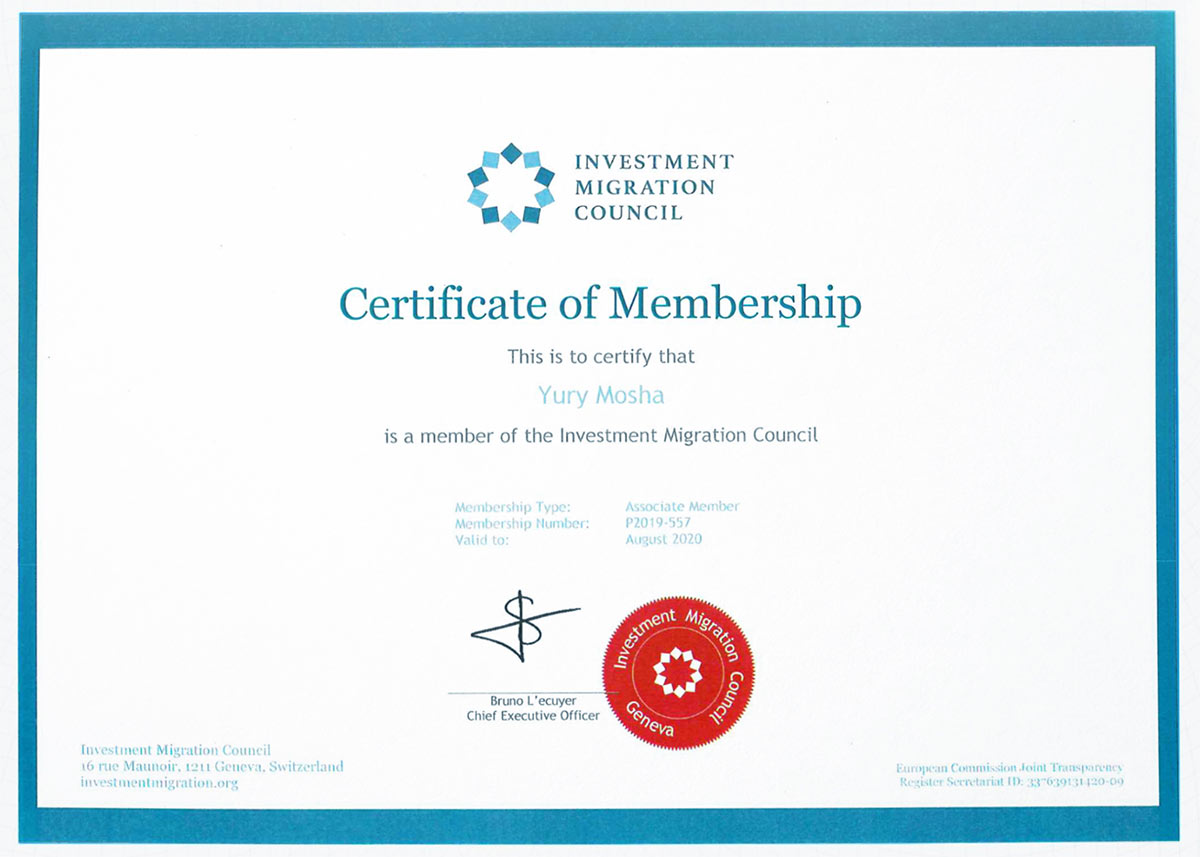 INVESTMENT
MIGRATION
COUNCIL
Certificate of Membership
This is to certify that
Yury Mosha
is a member of the Investment Migration Council
Membership Type: Associate Member
Membership Number: P2019-557
Valid to: August 2020
Investment Migration Council
Geneva
Bruno L'ecuyer
Chief Executive Officer
Investment Migration Council
16 rue Maunoir, 1211 Geneva, Switzerland
investmentmigration.org
European Commission Joint Transparency
Register Secretariat ID: 337639131420-09